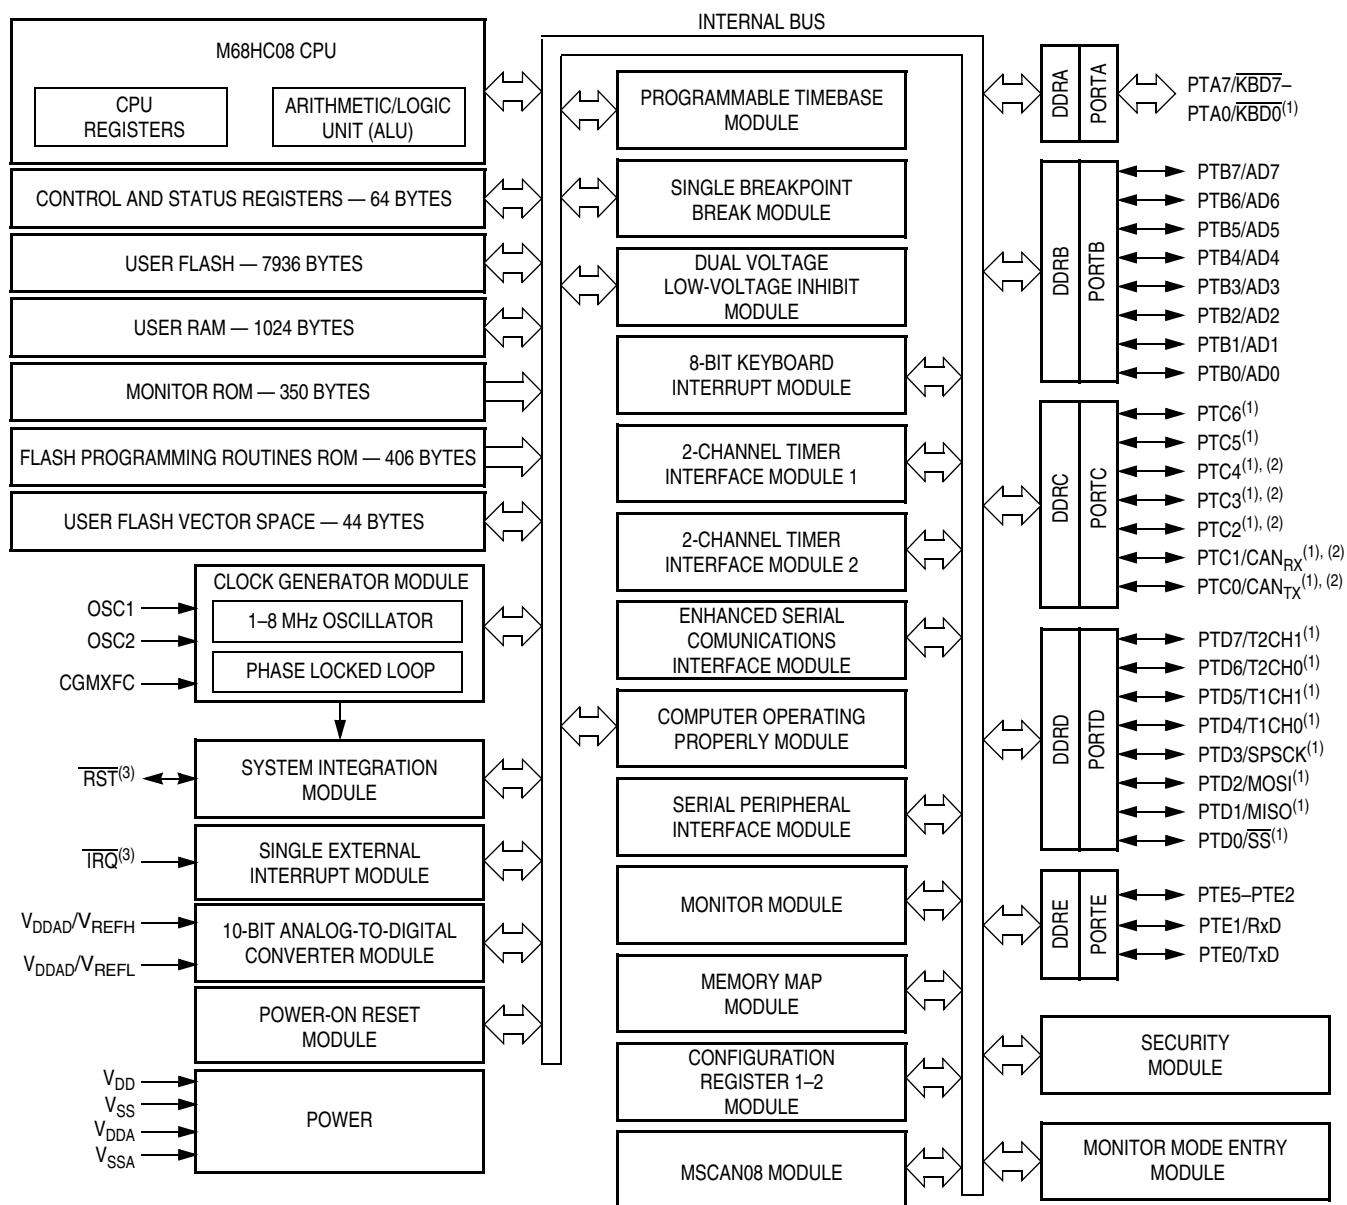 INTERNAL BUS
M68HC08 CPU
CPU
REGISTERS
ARITHMETIC/LOGIC
UNIT (ALU)
CONTROL AND STATUS REGISTERS — 64 BYTES
USER FLASH — 7936 BYTES
USER RAM — 1024 BYTES
MONITOR ROM — 350 BYTES
FLASH PROGRAMMING ROUTINES ROM — 406 BYTES
USER FLASH VECTOR SPACE — 44 BYTES
CLOCK GENERATOR MODULE
1–8 MHz OSCILLATOR
PHASE LOCKED LOOP
OSC1
OSC2
CGMXFC
SYSTEM INTEGRATION
MODULE
RST(3)
SINGLE EXTERNAL
INTERRUPT MODULE
IRQ(3)
10-BIT ANALOG-TO-DIGITAL
CONVERTER MODULE
VDDAD/VREFH
VDDAD/VREFL
POWER-ON RESET
MODULE
POWER
VDD
VSS
VDDA
VSSA
PROGRAMMABLE TIMEBASE
MODULE
SINGLE BREAKPOINT
BREAK MODULE
DUAL VOLTAGE
LOW-VOLTAGE INHIBIT
MODULE
8-BIT KEYBOARD
INTERRUPT MODULE
2-CHANNEL TIMER
INTERFACE MODULE 1
2-CHANNEL TIMER
INTERFACE MODULE 2
ENHANCED SERIAL
COMUNICATIONS
INTERFACE MODULE
COMPUTER OPERATING
PROPERLY MODULE
SERIAL PERIPHERAL
INTERFACE MODULE
MONITOR MODULE
MEMORY MAP
MODULE
CONFIGURATION
REGISTER 1–2
MODULE
MSCAN08 MODULE
DDRA
PORTA
PTA7/KBD7–
PTA0/KBD0(1)
DDRB
PORTB
PTB7/AD7
PTB6/AD6
PTB5/AD5
PTB4/AD4
PTB3/AD3
PTB2/AD2
PTB1/AD1
PTB0/AD0
DDRC
PORTC
PTC6(1)
PTC5(1)
PTC4(1), (2)
PTC3(1), (2)
PTC2(1), (2)
PTC1/CANRX(1), (2)
PTC0/CANTX(1), (2)
DDRD
PORTD
PTD7/T2CH1(1)
PTD6/T2CH0(1)
PTD5/T1CH1(1)
PTD4/T1CH0(1)
PTD3/SPSCK(1)
PTD2/MOSI(1)
PTD1/MISO(1)
PTD0/SS(1)
DDRE
PORTE
PTE5–PTE2
PTE1/RxD
PTE0/TxD
SECURITY
MODULE
MONITOR MODE ENTRY
MODULE